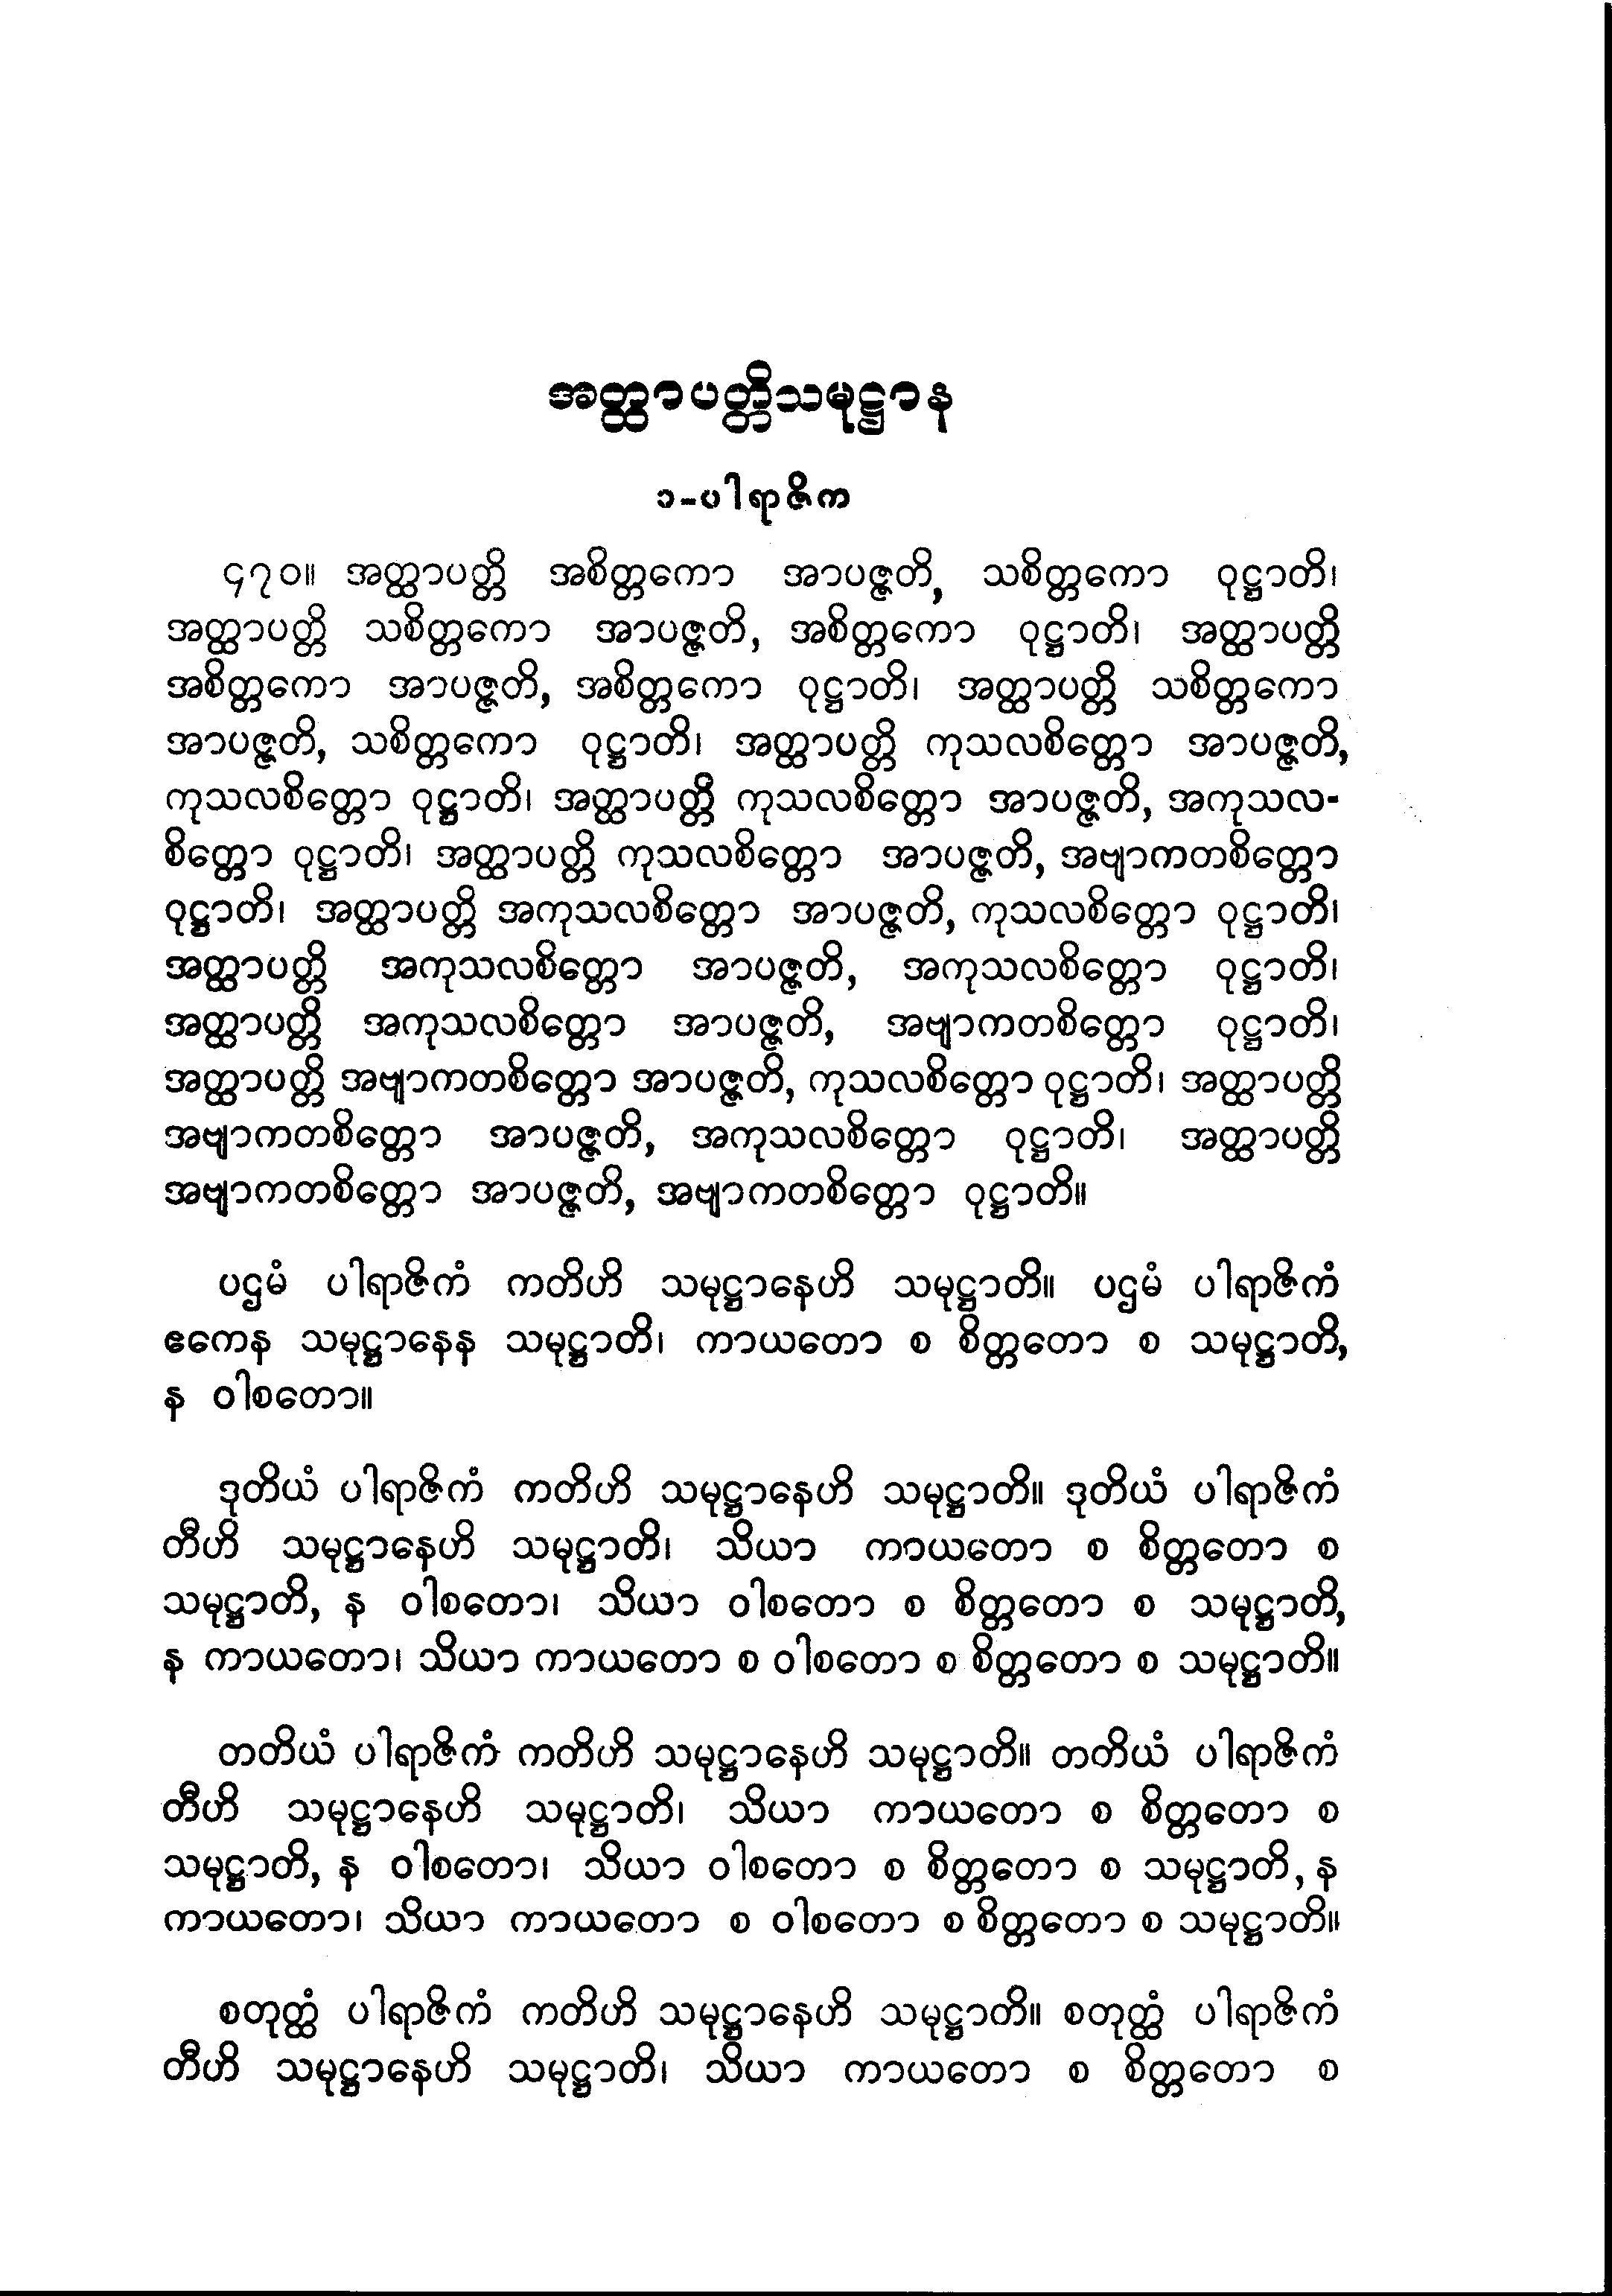 အတ္ထာပတ္တိသမုဋ္ဌာန
၁-ပါရာဇိက
၄၇၀။ အတ္ထာပတ္တိ အစိတ္တကော အာပဇ္ဇတိ, သစိတ္တကော ဝုဋ္ဌာတိ၊
အတ္ထာပတ္တိ သစိတ္တကော အာပဇ္ဇတိ, အစိတ္တကော ဝုဋ္ဌာတိ၊ အတ္ထာပတ္တိ
အစိတ္တကော အာပဇ္ဇတိ, အစိတ္တကော ဝုဋ္ဌာတိ၊ အတ္ထာပတ္တိ သစိတ္တကော
အာပဇ္ဇတိ, သစိတ္တကော ဝုဋ္ဌာတိ၊ အတ္ထာပတ္တိ ကုသလစိတ္တော အာပဇ္ဇတိ,
ကုသလစိတ္တော ဝုဋ္ဌာတိ၊ အတ္ထာပတ္တိ ကုသလစိတ္တော အာပဇ္ဇတိ, အကုသလ-
စိတ္တော ဝုဋ္ဌာတိ၊ အတ္ထာပတ္တိ ကုသလစိတ္တော အာပဇ္ဇတိ, အဗျာကတစိတ္တော
ဝုဋ္ဌာတိ၊ အတ္ထာပတ္တိ အကုသလစိတ္တော အာပဇ္ဇတိ, ကုသလစိတ္တော ဝုဋ္ဌာတိ၊
အတ္ထာပတ္တိ အကုသလစိတ္တော အာပဇ္ဇတိ, အကုသလစိတ္တော ဝုဋ္ဌာတိ၊
အတ္ထာပတ္တိ အကုသလစိတ္တော အာပဇ္ဇတိ, အဗျာကတစိတ္တော ဝုဋ္ဌာတိ၊
အတ္ထာပတ္တိ အဗျာကတစိတ္တော အာပဇ္ဇတိ, ကုသလစိတ္တော ဝုဋ္ဌာတိ၊ အတ္ထာပတ္တိ
အဗျာကတစိတ္တော အာပဇ္ဇတိ, အကုသလစိတ္တော ဝုဋ္ဌာတိ၊ အတ္ထာပတ္တိ
အဗျာကတစိတ္တော အာပဇ္ဇတိ, အဗျာကတစိတ္တော ဝုဋ္ဌာတိ။
ပဌမံ ပါရာဇိကံ ကတိဟိ သမုဋ္ဌာနေဟိ သမုဋ္ဌာတိ။ ပဌမံ ပါရာဇိကံ
ဧကေန သမုဋ္ဌာနေန သမုဋ္ဌာတိ၊ ကာယတော စ စိတ္တတော စ သမုဋ္ဌာတိ,
န ဝါစတော။
ဒုတိယံ ပါရာဇိကံ ကတိဟိ သမုဋ္ဌာနေဟိ သမုဋ္ဌာတိ။ ဒုတိယံ ပါရာဇိကံ
တီဟိ သမုဋ္ဌာနေဟိ သမုဋ္ဌာတိ၊ သိယာ ကာယတော စ စိတ္တတော စ
သမုဋ္ဌာတိ, န ဝါစတော၊ သိယာ ဝါစတော စ စိတ္တတော စ သမုဋ္ဌာတိ,
န ကာယတော၊ သိယာ ကာယတော စ ဝါစတော စ စိတ္တတော စ သမုဋ္ဌာတိ။
တတိယံ ပါရာဇိကံ ကတိဟိ သမုဋ္ဌာနေဟိ သမုဋ္ဌာတိ။ တတိယံ ပါရာဇိကံ
တီဟိ သမုဋ္ဌာနေဟိ သမုဋ္ဌာတိ၊ သိယာ ကာယတော စ စိတ္တတော စ
သမုဋ္ဌာတိ, န ဝါစတော၊ သိယာ ဝါစတော စ စိတ္တတော စ သမုဋ္ဌာတိ, န
ကာယတော၊ သိယာ ကာယတော စ ဝါစတော စ စိတ္တတော စ သမုဋ္ဌာတိ။
စတုတ္ထံ ပါရာဇိကံ ကတိဟိ သမုဋ္ဌာနေဟိ သမုဋ္ဌာတိ။ စတုတ္ထံ ပါရာဇိကံ
တီဟိ သမုဋ္ဌာနေဟိ သမုဋ္ဌာတိ၊ သိယာ ကာယတော စ စိတ္တတော စ